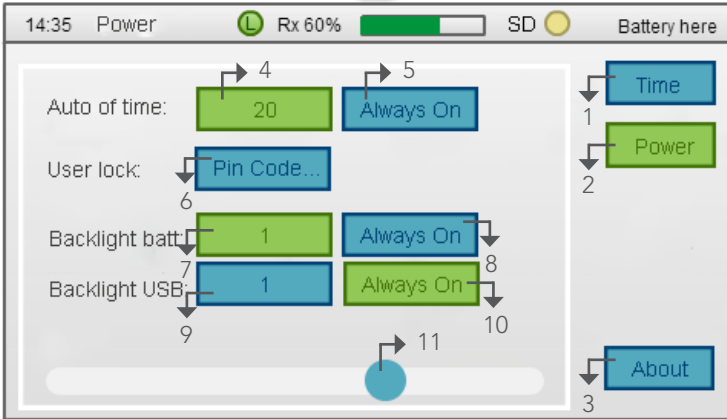 14:35 Power L Rx 60% SD Battery here
4 5
Auto of time: 20 Always On
Time
1
Power
2
User lock: Pin Code...
6
Backlight batt: 1 Always On
7 8
Backlight USB: 1 Always On
9 10
11
About
3